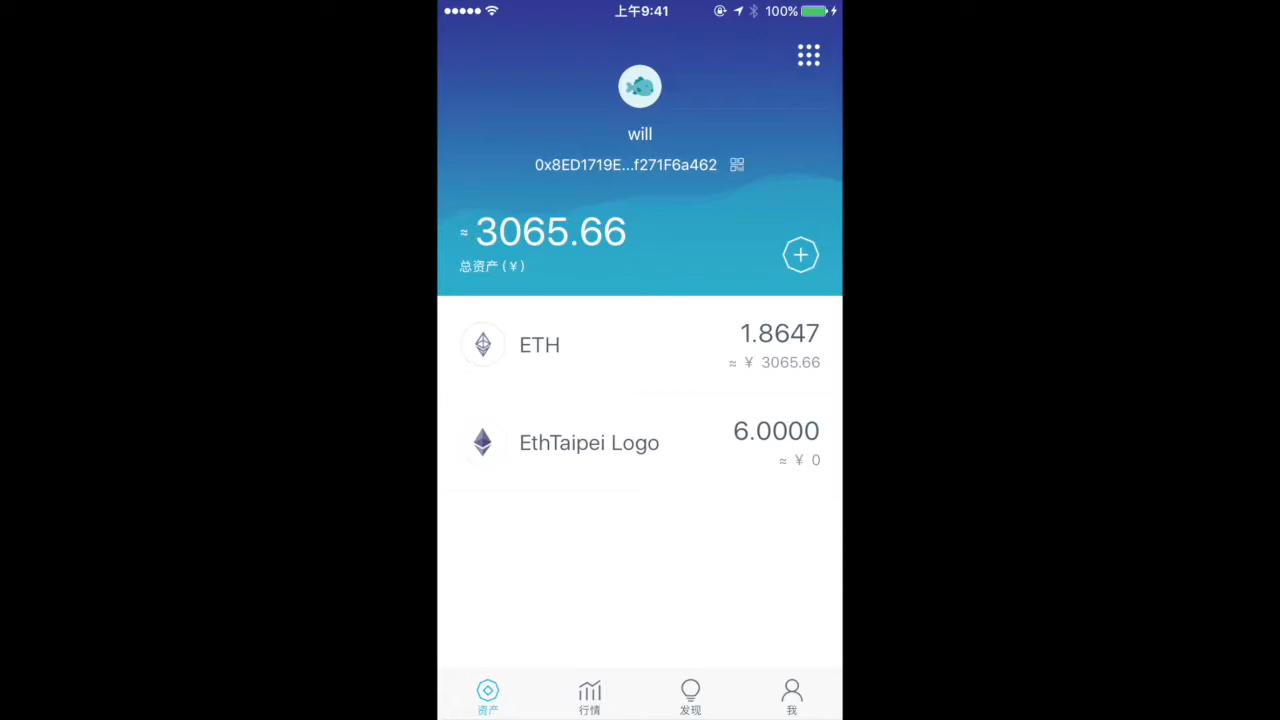 上午9:41
100%
will
0x8ED1719E...f271F6a462
≈ 3065.66
总资产 (¥)
ETH
1.8647
≈ ¥ 3065.66
EthTaipei Logo
6.0000
≈ ¥ 0
资产
行情
发现
我